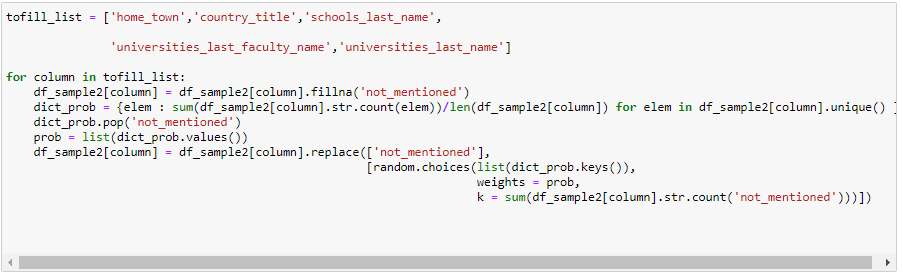 tofill_list = ['home_town','country_title','schools_last_name',
'universities_last_faculty_name','universities_last_name']
for column in tofill_list:
df_sample2[column] = df_sample2[column].fillna('not_mentioned')
dict_prob = {elem : sum(df_sample2[column].str.count(elem))/len(df_sample2[column]) for elem in df_sample2[column].unique() }
dict_prob.pop('not_mentioned')
prob = list(dict_prob.values())
df_sample2[column] = df_sample2[column].replace(['not_mentioned'],
[random.choices(list(dict_prob.keys()),
weights = prob,
k = sum(df_sample2[column].str.count('not_mentioned')))])